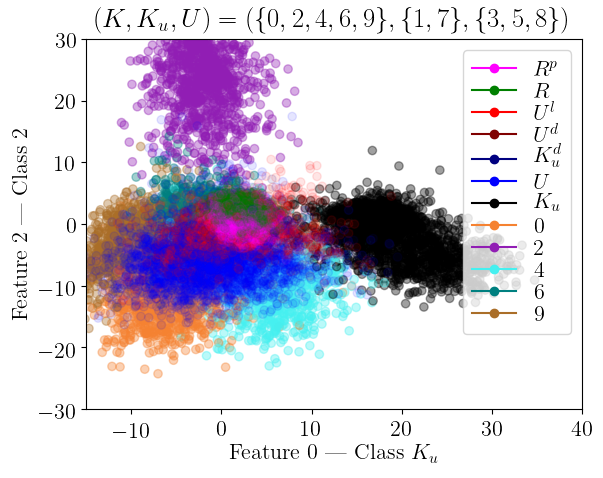 (K, K_u, U) = ({0, 2, 4, 6, 9}, {1, 7}, {3, 5, 8})
30
20
10
0
−10
−20
−30
Feature 2 — Class 2
−10
0
10
20
30
40
Feature 0 — Class K_u
R^p
R
U^l
U^d
K_u^d
U
K_u
0
2
4
6
9